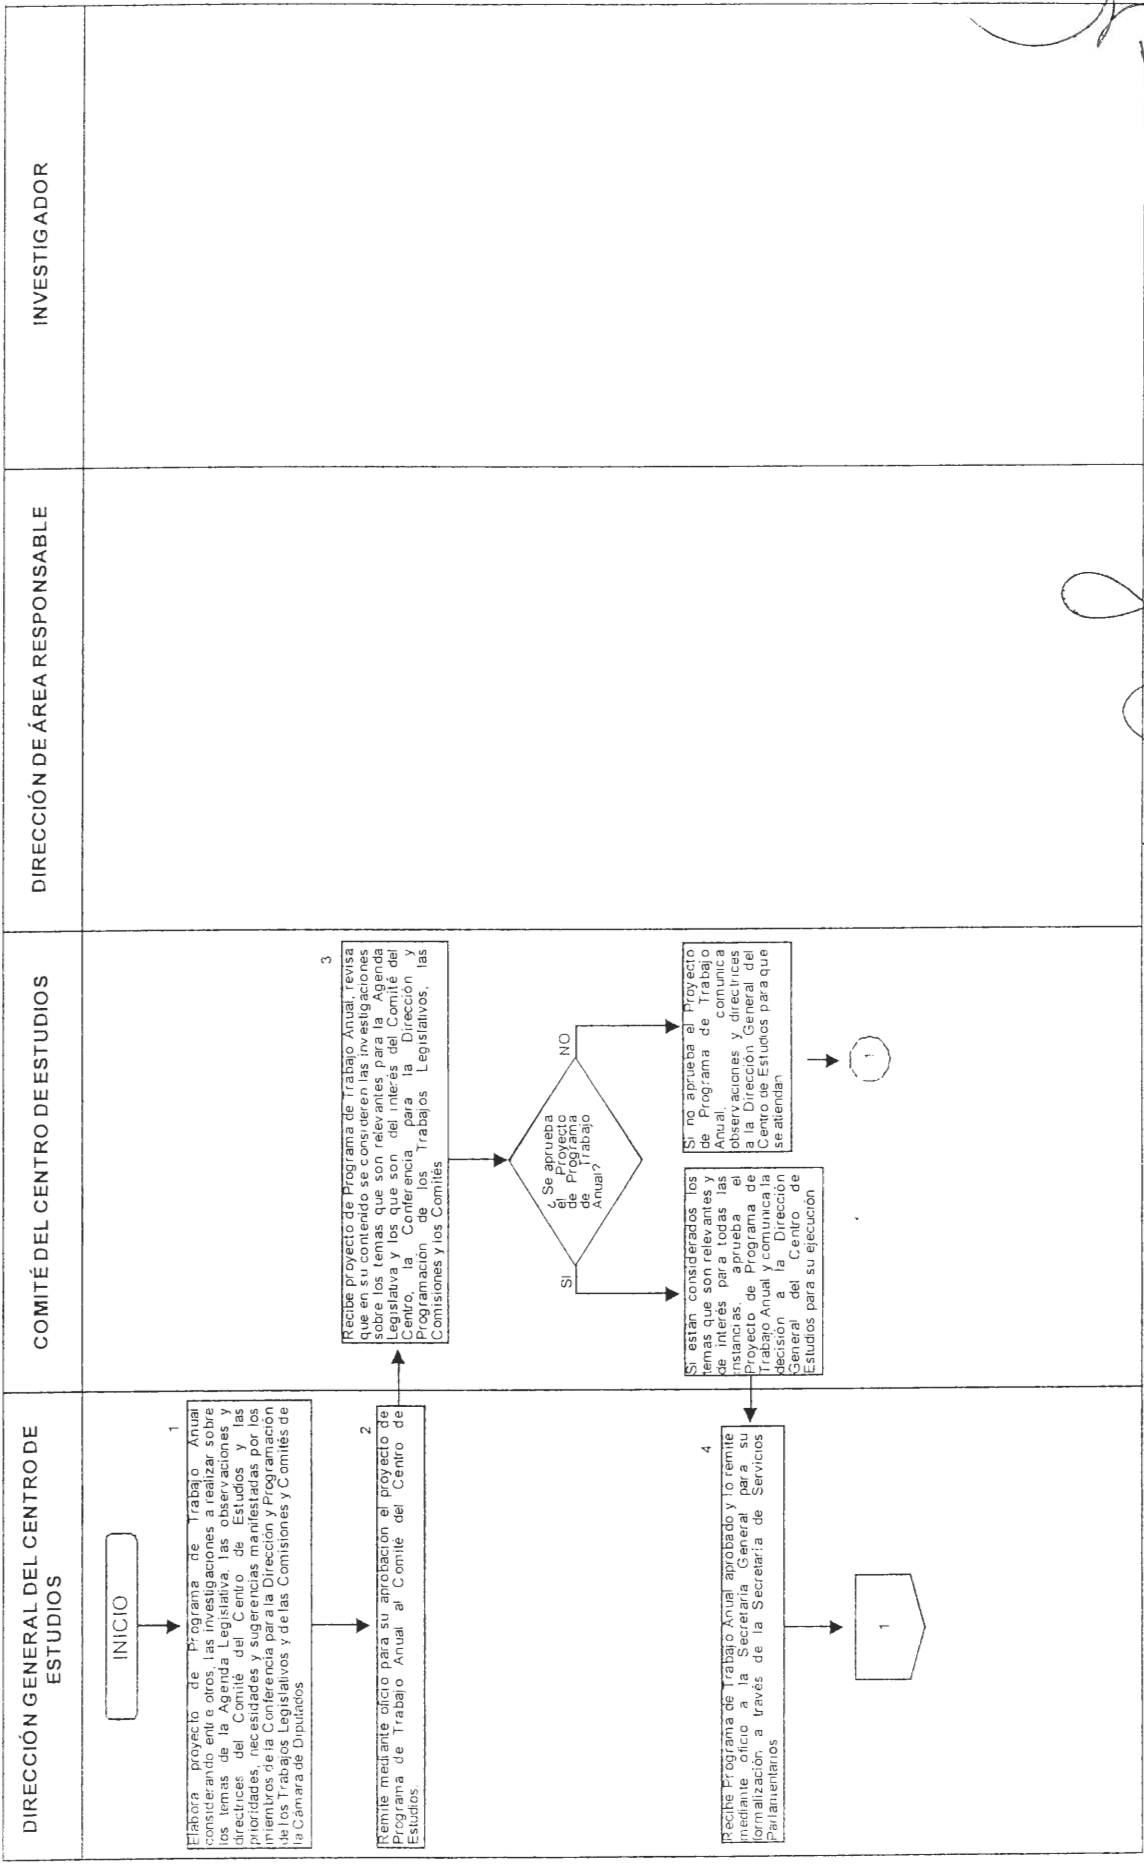 DIRECCIÓN GENERAL DEL CENTRO DE
ESTUDIOS
COMITÉ DEL CENTRO DE ESTUDIOS
DIRECCIÓN DE ÁREA RESPONSABLE
INVESTIGADOR
INICIO
1
Elabora proyecto de Programa de Trabajo Anual
considerando entre otros, las investigaciones a realizar sobre
los temas de la Agenda Legislativa, las observaciones y
directrices del Comité del Centro de Estudios y las
prioridades, necesidades y sugerencias manifestadas por los
miembros de la Conferencia para la Dirección y Programación
de los Trabajos Legislativos y de las Comisiones y Comités de
la Cámara de Diputados
2
Remite mediante oficio para su aprobación el proyecto de
Programa de Trabajo Anual al Comité del Centro de
Estudios.
3
Recibe proyecto de Programa de Trabajo Anual, revisa
que en su contenido se consideren las investigaciones
sobre los temas que son relevantes para la Agenda
Legislativa y los que son del interés del Comité del
Centro, la Conferencia para la Dirección y
Programación de los Trabajos Legislativos, las
Comisiones y los Comités
¿Se aprueba
el Proyecto
de Programa
de Trabajo
Anual?
SI
NO
Si están considerados los
temas que son relevantes y
de interés para todas las
instancias, aprueba el
Proyecto de Programa de
Trabajo Anual y comunica la
decisión a la Dirección
General del Centro de
Estudios para su ejecución
Si no aprueba el Proyecto
de Programa de Trabajo
Anual, comunica
observaciones y directrices
a la Dirección General del
Centro de Estudios para que
se atiendan
1
4
Recibe Programa de Trabajo Anual aprobado y lo remite
mediante oficio a la Secretaría General para su
formalización a través de la Secretaría de Servicios
Parlamentarios
1